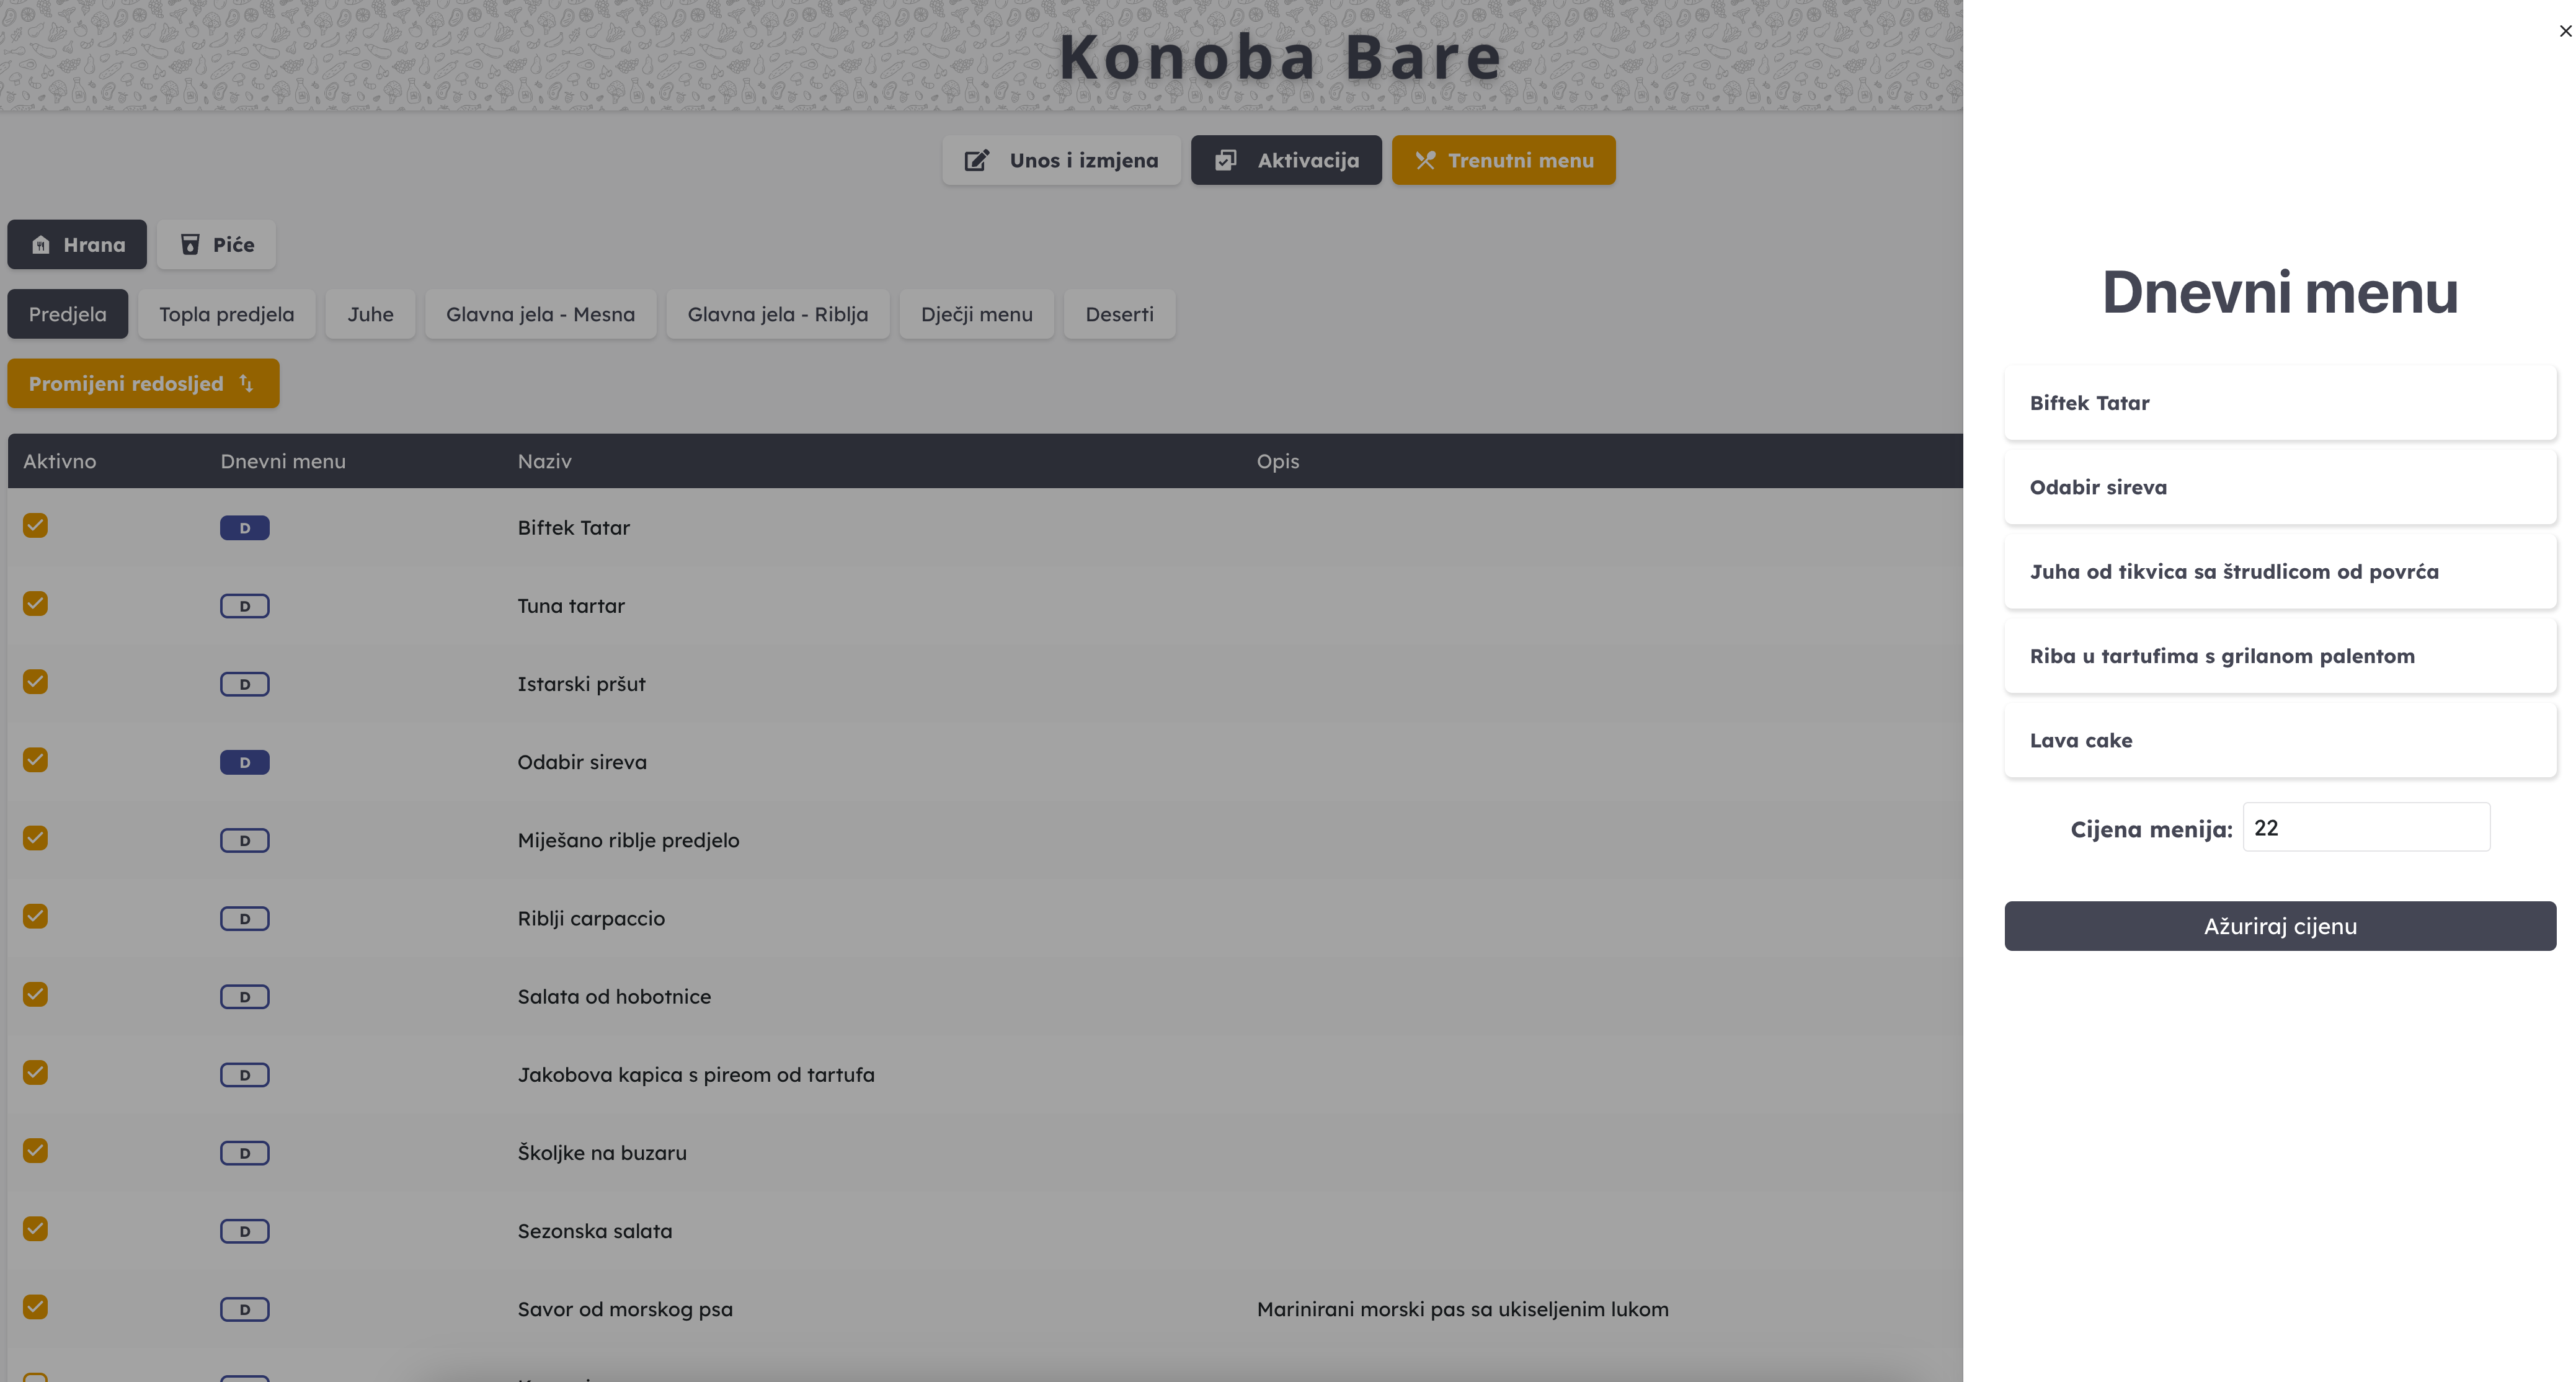 Konoba Bare
Unos i izmjena
Aktivacija
Trenutni menu
Hrana
Piće
Predjela
Topla predjela
Juhe
Glavna jela - Mesna
Glavna jela - Riblja
Dječji menu
Deserti
Promijeni redosljed
Aktivno Dnevni menu Naziv Opis
D Biftek Tatar
D Tuna tartar
D Istarski pršut
D Odabir sireva
D Miješano riblje predjelo
D Riblji carpaccio
D Salata od hobotnice
D Jakobova kapica s pireom od tartufa
D Školjke na buzaru
D Sezonska salata
D Savor od morskog psa Marinirani morski pas sa ukiseljenim lukom
Dnevni menu
Biftek Tatar
Odabir sireva
Juha od tikvica sa štrudlicom od povrća
Riba u tartufima s grilanom palentom
Lava cake
Cijena menija: 22
Ažuriraj cijenu